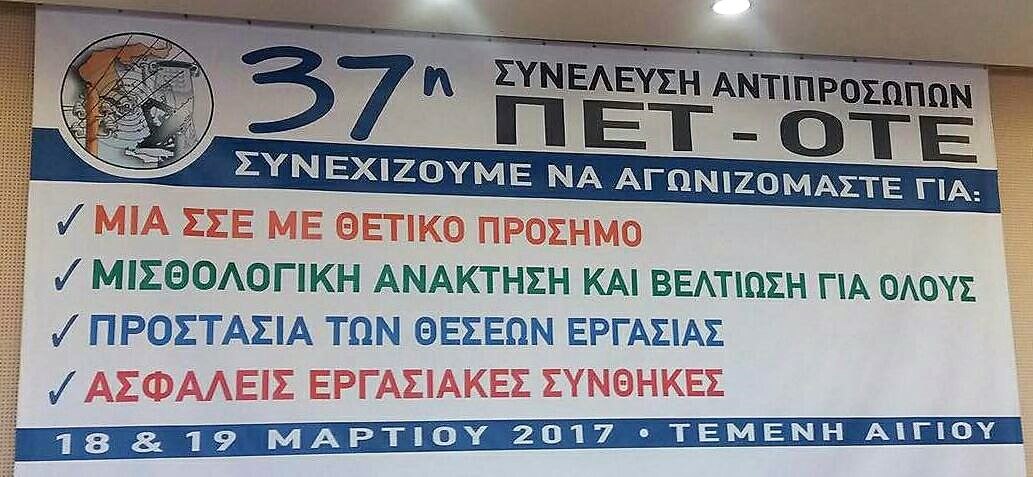 37η ΣΥΝΕΛΕΥΣΗ ΑΝΤΙΠΡΟΣΩΠΩΝ
ΠΕΤ - ΟΤΕ
ΣΥΝΕΧΙΖΟΥΜΕ ΝΑ ΑΓΩΝΙΖΟΜΑΣΤΕ ΓΙΑ:
✓ ΜΙΑ ΣΣΕ ΜΕ ΘΕΤΙΚΟ ΠΡΟΣΗΜΟ
✓ ΜΙΣΘΟΛΟΓΙΚΗ ΑΝΑΚΤΗΣΗ ΚΑΙ ΒΕΛΤΙΩΣΗ ΓΙΑ ΟΛΟΥΣ
✓ ΠΡΟΣΤΑΣΙΑ ΤΩΝ ΘΕΣΕΩΝ ΕΡΓΑΣΙΑΣ
✓ ΑΣΦΑΛΕΙΣ ΕΡΓΑΣΙΑΚΕΣ ΣΥΝΘΗΚΕΣ
18 & 19 ΜΑΡΤΙΟΥ 2017 • ΤΕΜΕΝΗ ΑΙΓΙΟΥ